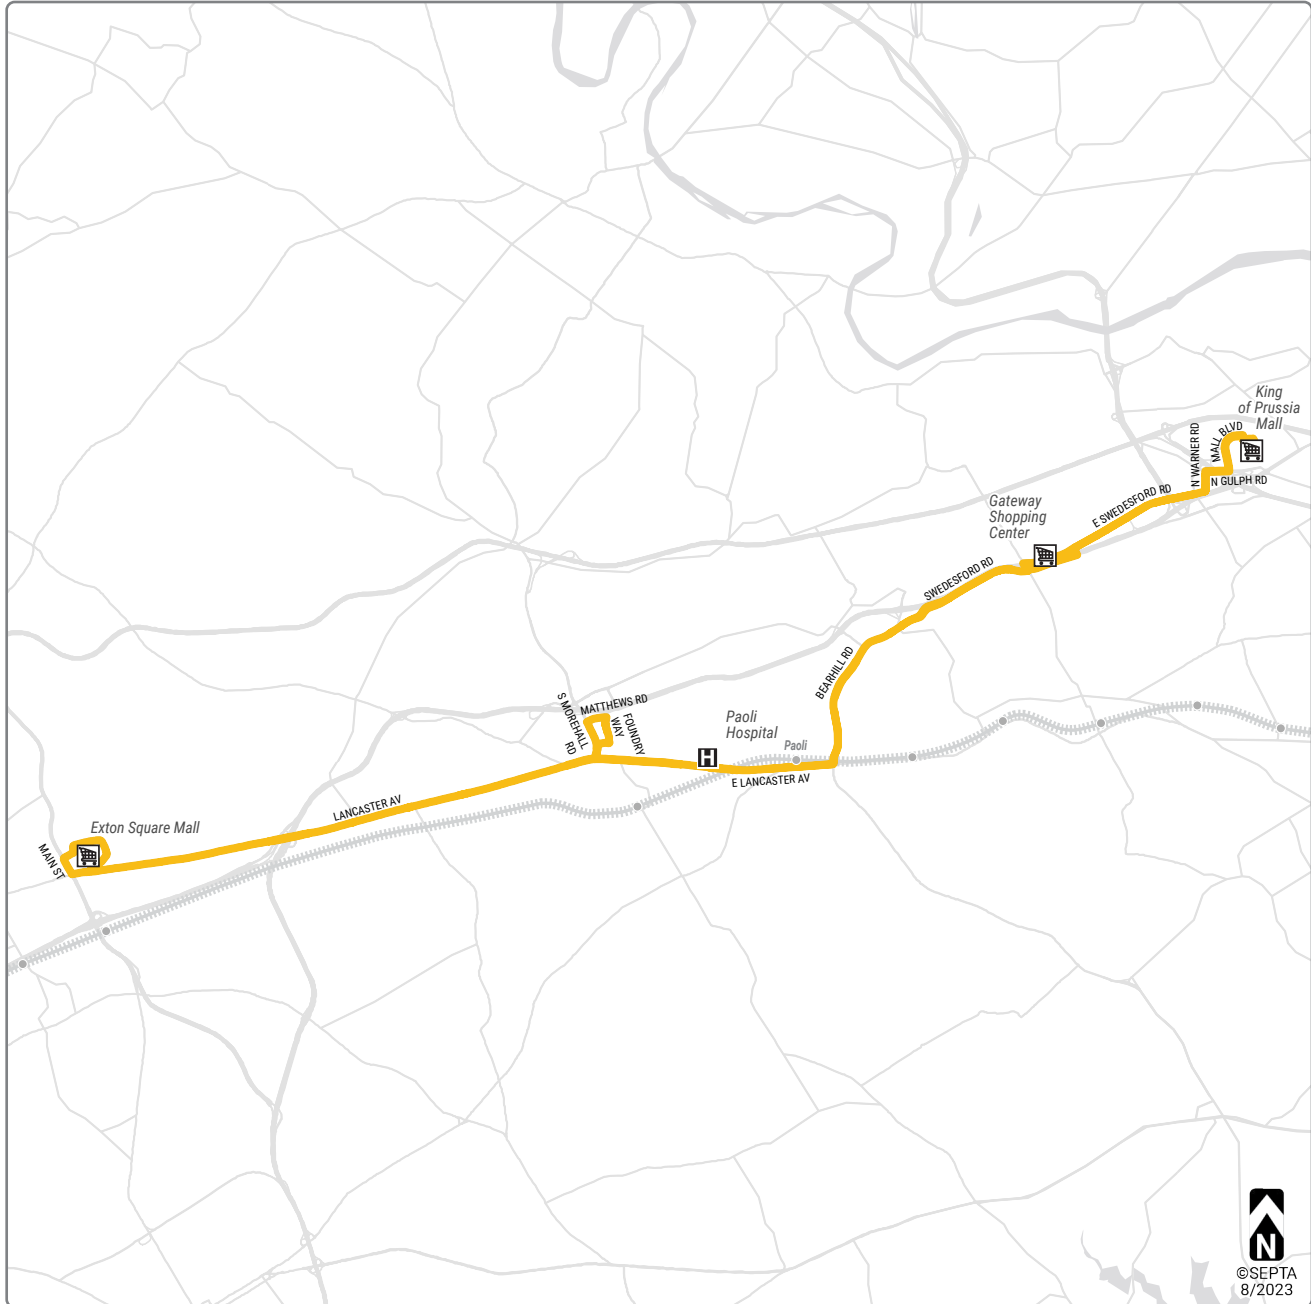 King
of Prussia
Mall
MALL BLVD
N WARNER RD
N GULPH RD
E SWEDESFORD RD
Gateway
Shopping
Center
SWEDESFORD RD
BEARHILL RD
MATTHEWS RD
S MOREHALL
RD
FOUNDRY
WAY
Paoli
Hospital
H
Paoli
E LANCASTER AV
LANCASTER AV
Exton Square Mall
MAIN ST
N
©SEPTA
8/2023